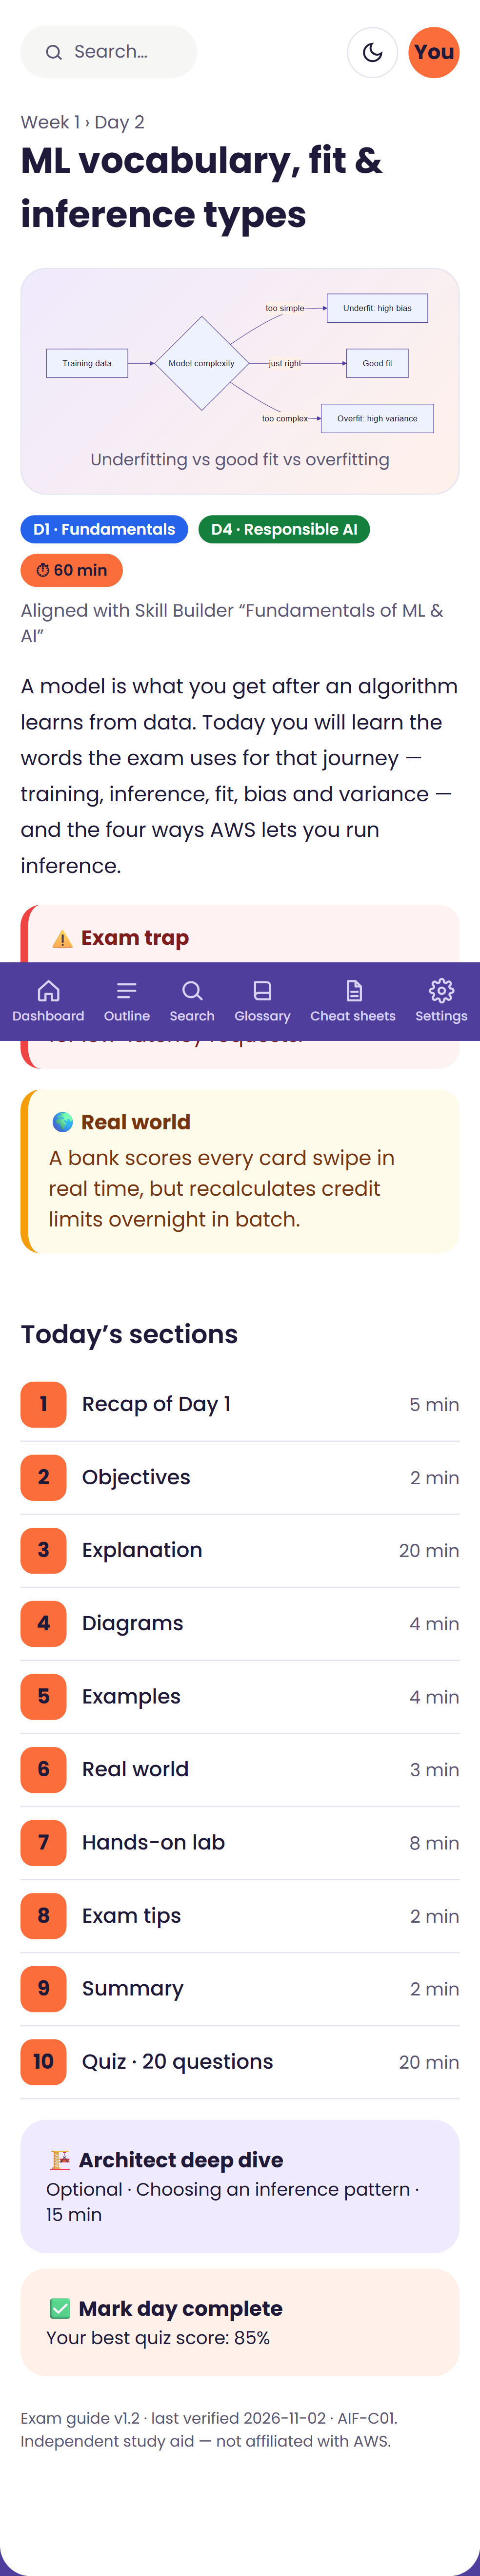 Search...
You
Week 1 › Day 2
ML vocabulary, fit &
inference types
too simple
Underfit: high bias
Training data
Model complexity
just right
Good fit
too complex
Overfit: high variance
Underfitting vs good fit vs overfitting
D1 · Fundamentals
D4 · Responsible AI
⏱ 60 min
Aligned with Skill Builder “Fundamentals of ML &
AI”
A model is what you get after an algorithm
learns from data. Today you will learn the
words the exam uses for that journey —
training, inference, fit, bias and variance —
and the four ways AWS lets you run
inference.
⚠️ Exam trap
Dashboard
Outline
Search
Glossary
Cheat sheets
Settings
🌍 Real world
A bank scores every card swipe in
real time, but recalculates credit
limits overnight in batch.
Today’s sections
1 Recap of Day 1 5 min
2 Objectives 2 min
3 Explanation 20 min
4 Diagrams 4 min
5 Examples 4 min
6 Real world 3 min
7 Hands-on lab 8 min
8 Exam tips 2 min
9 Summary 2 min
10 Quiz · 20 questions 20 min
🏗️ Architect deep dive
Optional · Choosing an inference pattern ·
15 min
✅ Mark day complete
Your best quiz score: 85%
Exam guide v1.2 · last verified 2026-11-02 · AIF-C01.
Independent study aid — not affiliated with AWS.